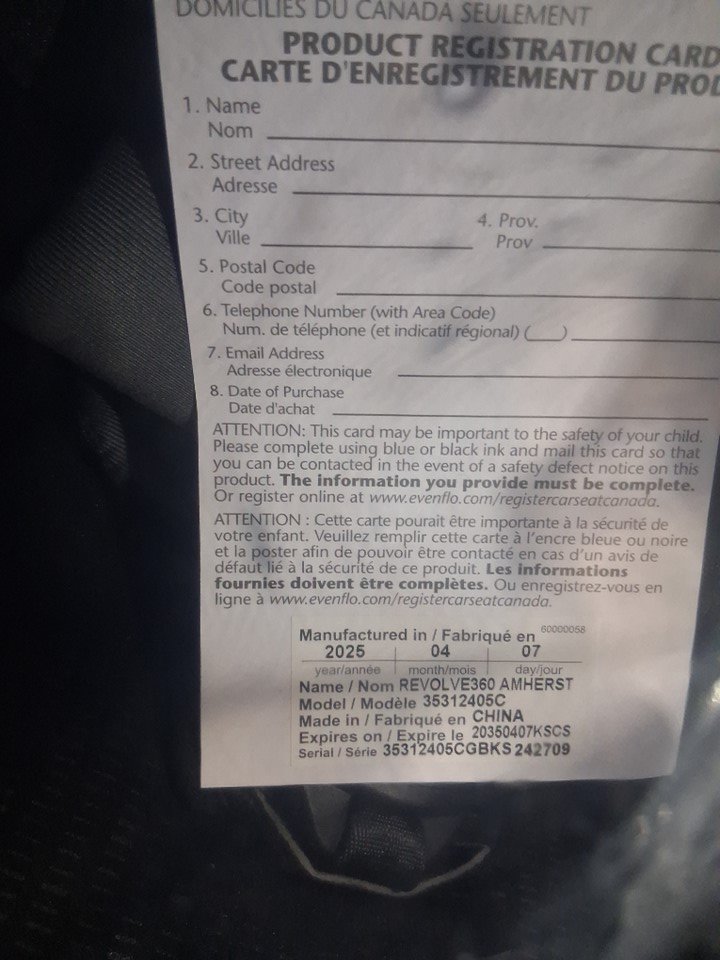 DOMICILIÉS DU CANADA SEULEMENT
PRODUCT REGISTRATION CARD
CARTE D'ENREGISTREMENT DU
1. Name
Nom
2. Street Address
Adresse
3. City
Ville
4. Prov.
Prov
5. Postal Code
Code postal
6. Telephone Number (with Area Code)
Num. de téléphone (et indicatif régional) (__)
7. Email Address
Adresse électronique
8. Date of Purchase
Date d'achat
ATTENTION: This card may be important to the safety of your child.
Please complete using blue or black ink and mail this card so that
you can be contacted in the event of a safety defect notice on this
product. The information you provide must be complete.
Or register online at www.evenflo.com/registercarseatcanada.
ATTENTION : Cette carte pourait être importante à la sécurité de
votre enfant. Veuillez remplir cette carte à l'encre bleue ou noire
et la poster afin de pouvoir être contacté en cas d'un avis de
défaut lié à la sécurité de ce produit. Les informations
fournies doivent être complètes. Ou enregistrez-vous en
ligne à www.evenflo.com/registercarseatcanada.
Manufactured in / Fabriqué en 60000058
2025 04 07
year/année month/mois day/jour
Name / Nom REVOLVE360 AMHERST
Model / Modèle 35312405C
Made in / Fabriqué en CHINA
Expires on / Expire le 20350407KSCS
Serial / Série 35312405CGBKS 242709